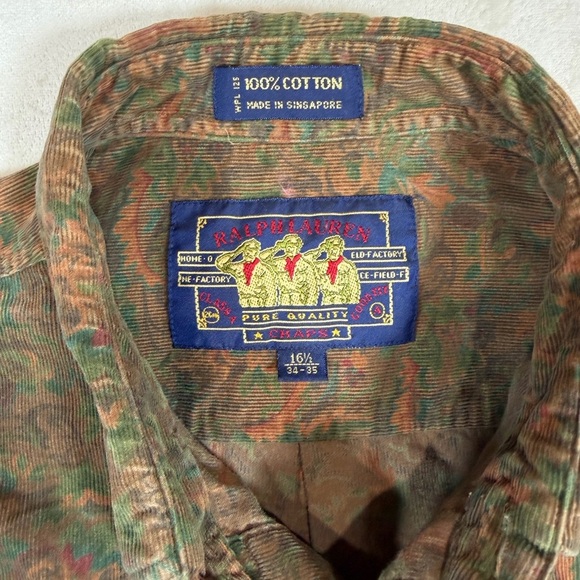 WPL 125
100% COTTON
MADE IN SINGAPORE
RALPH LAUREN
HOME·O
ELD·FACTORY
NE·FACTORY
CE·FIELD·F
PURE QUALITY
★ CHAPS ★
16½
34-35